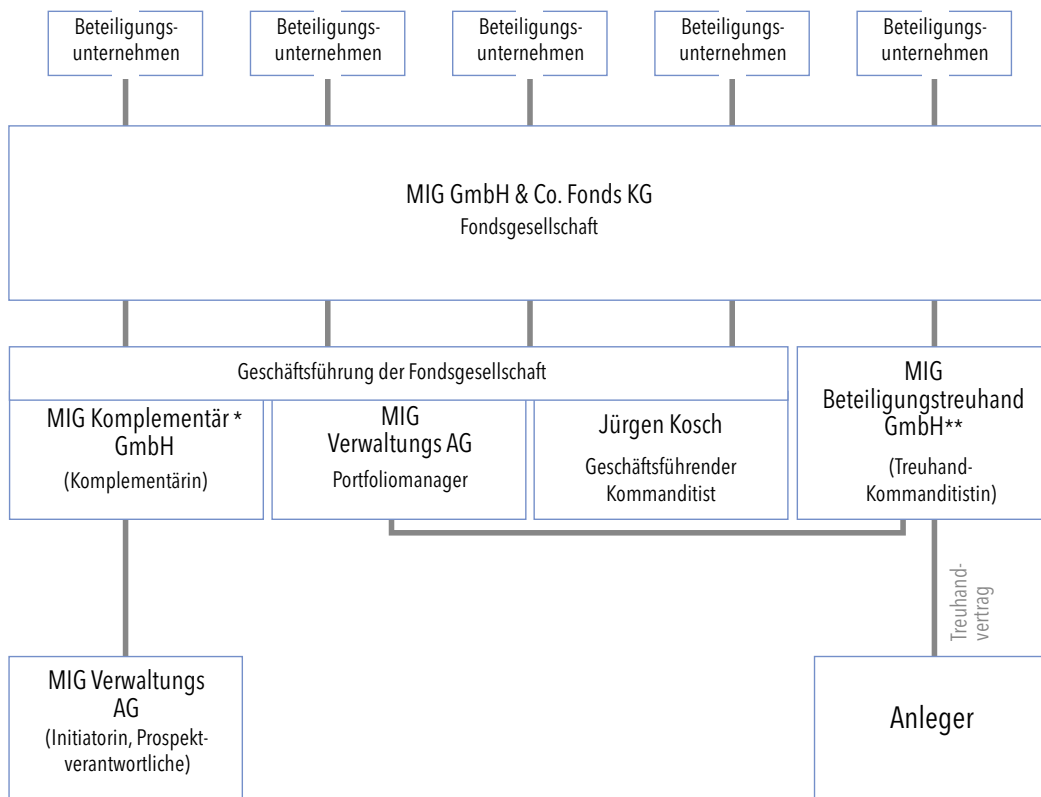 Beteiligungs-
unternehmen
Beteiligungs-
unternehmen
Beteiligungs-
unternehmen
Beteiligungs-
unternehmen
Beteiligungs-
unternehmen
MIG GmbH & Co. Fonds KG
Fondsgesellschaft
Geschäftsführung der Fondsgesellschaft
MIG Komplementär *
GmbH
(Komplementärin)
MIG
Verwaltungs AG
Portfoliomanager
Jürgen Kosch
Geschäftsführender
Kommanditist
MIG
Beteiligungstreuhand
GmbH**
(Treuhand-
Kommanditistin)
Treuhand-
vertrag
MIG Verwaltungs
AG
(Initiatorin, Prospekt-
verantwortliche)
Anleger